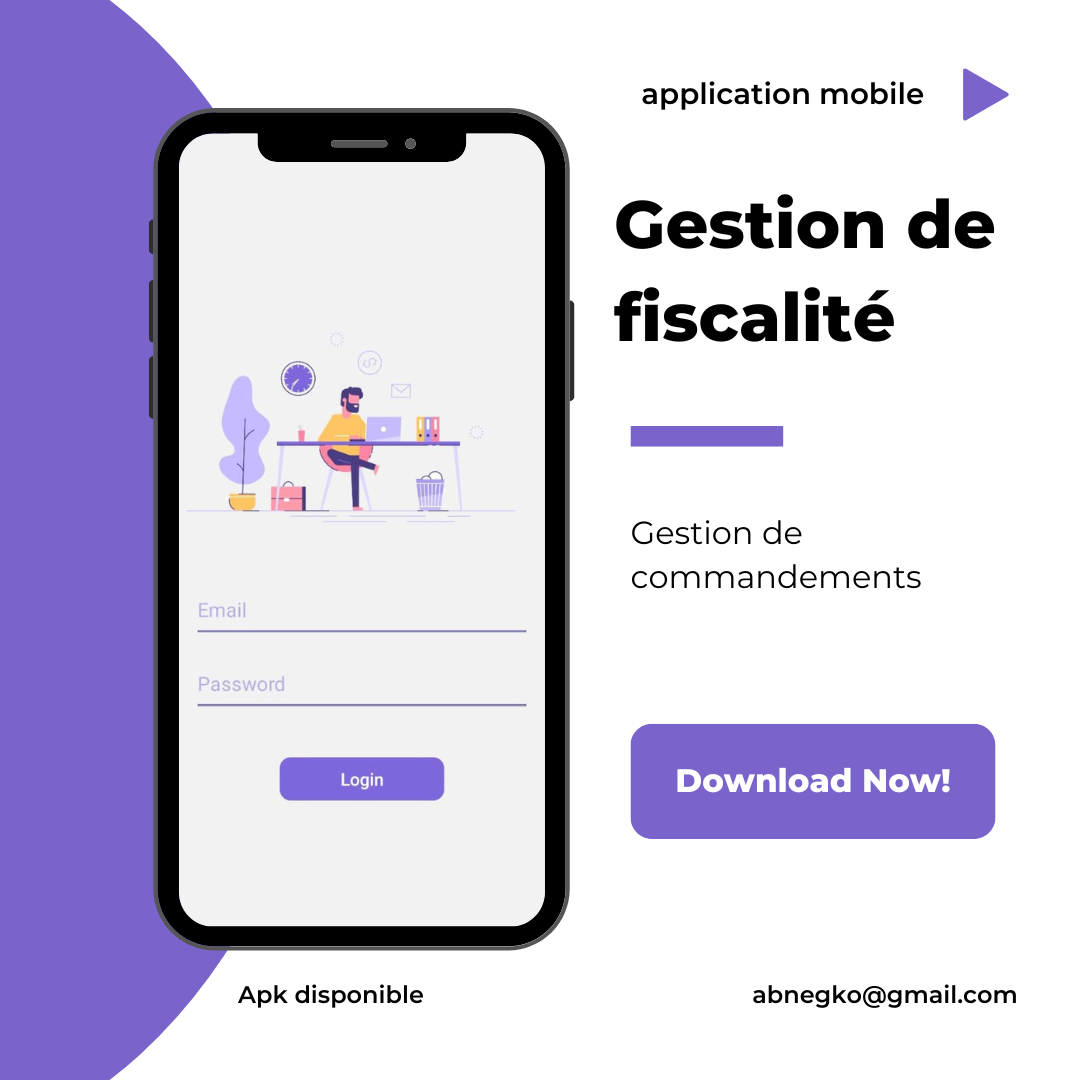 application mobile
Gestion de
fiscalité
Gestion de
commandements
Email
Password
Login
Download Now!
Apk disponible
abnegko@gmail.com